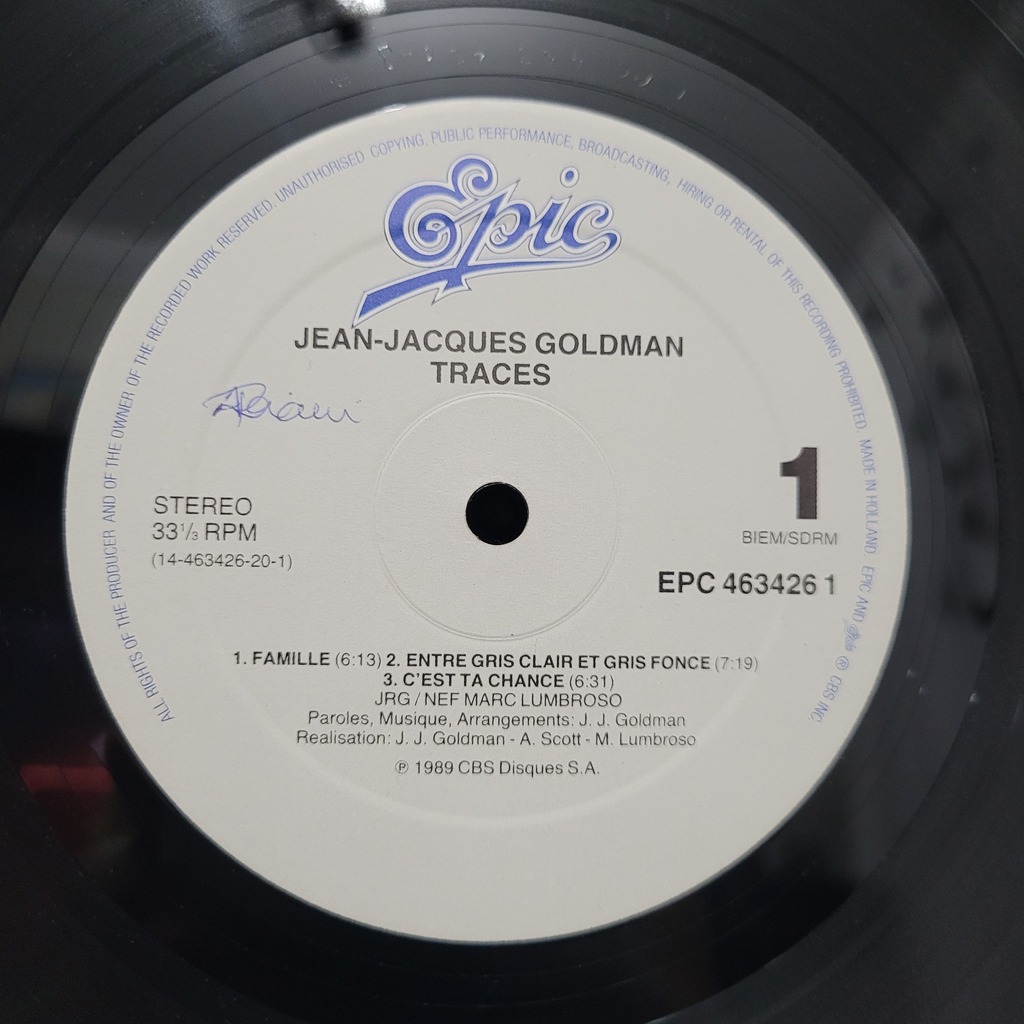 ALL RIGHTS OF THE PRODUCER AND OF THE OWNER OF THE RECORDED WORK RESERVED. UNAUTHORISED COPYING, PUBLIC PERFORMANCE, BROADCASTING, HIRING OR RENTAL OF THIS RECORDING PROHIBITED. MADE IN HOLLAND. EPIC AND Epic ® CBS INC.
Epic
JEAN-JACQUES GOLDMAN
TRACES
1
STEREO
33 1/3 RPM
(14-463426-20-1)
BIEM/SDRM
EPC 463426 1
1. FAMILLE (6:13) 2. ENTRE GRIS CLAIR ET GRIS FONCE (7:19)
3. C'EST TA CHANCE (6:31)
JRG / NEF MARC LUMBROSO
Paroles, Musique, Arrangements: J. J. Goldman
Realisation: J. J. Goldman - A. Scott - M. Lumbroso
℗ 1989 CBS Disques S.A.